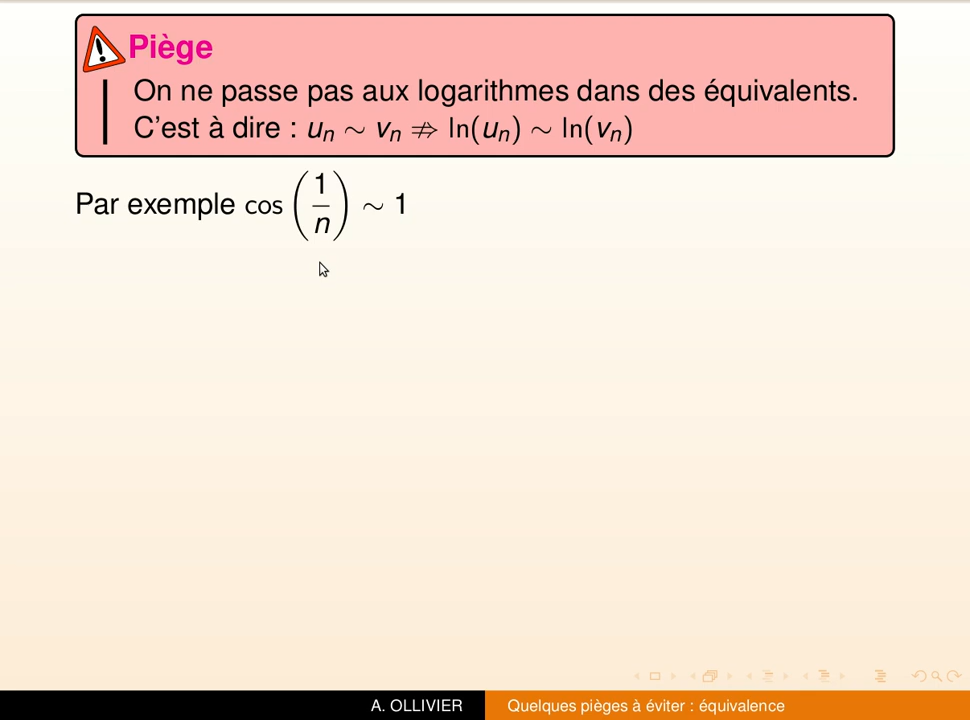 Piège
On ne passe pas aux logarithmes dans des équivalents.
C'est à dire : uₙ ∼ vₙ ⇏ ln(uₙ) ∼ ln(vₙ)
Par exemple cos(1/n) ∼ 1
A. OLLIVIER Quelques pièges à éviter : équivalence